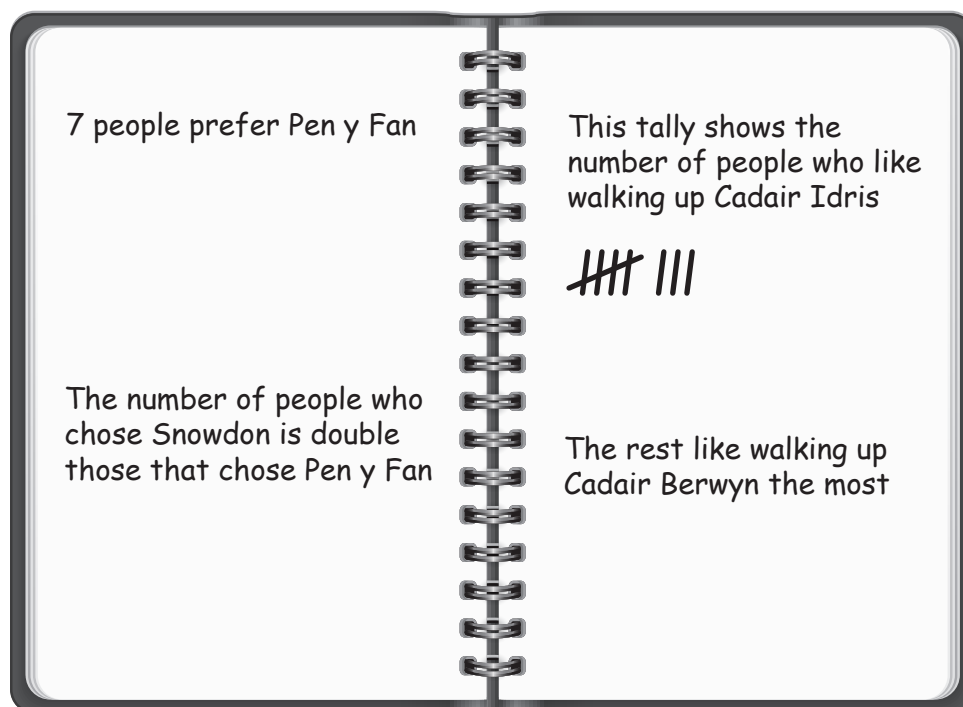 7 people prefer Pen y Fan
The number of people who
chose Snowdon is double
those that chose Pen y Fan
This tally shows the
number of people who like
walking up Cadair Idris
The rest like walking up
Cadair Berwyn the most